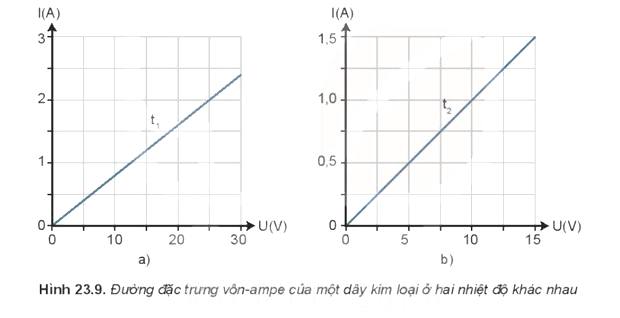 I(A)
3
2
1
0
t₁
0 10 20 30 U(V)
a)
I(A)
1,5
1,0
0,5
0
t₂
0 5 10 15 U(V)
b)
Hình 23.9. Đường đặc trưng vôn-ampe của một dây kim loại ở hai nhiệt độ khác nhau